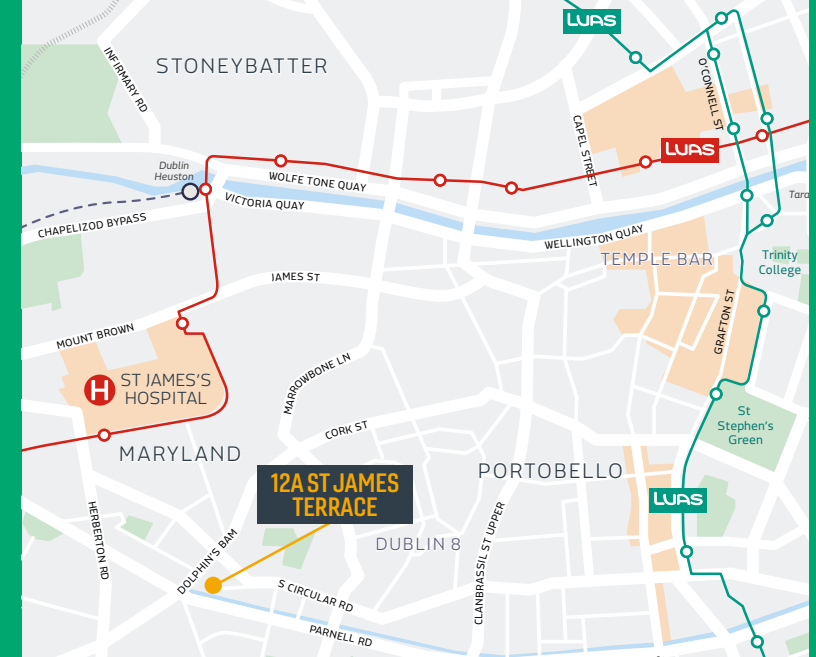 LUAS
STONEYBATTER
INFIRMARY RD
O'CONNELL ST
CAPEL STREET
LUAS
Dublin
Heuston
WOLFE TONE QUAY
VICTORIA QUAY
CHAPELIZOD BYPASS
WELLINGTON QUAY
Tara
TEMPLE BAR
Trinity
College
JAMES ST
GRAFTON ST
MOUNT BROWN
MARROWBONE LN
H
ST JAMES'S
HOSPITAL
St
Stephen's
Green
CORK ST
MARYLAND
PORTOBELLO
12A ST JAMES
TERRACE
LUAS
HERBERTON RD
DOLPHIN'S BAM
DUBLIN 8
CLANBRASSIL ST UPPER
S CIRCULAR RD
PARNELL RD